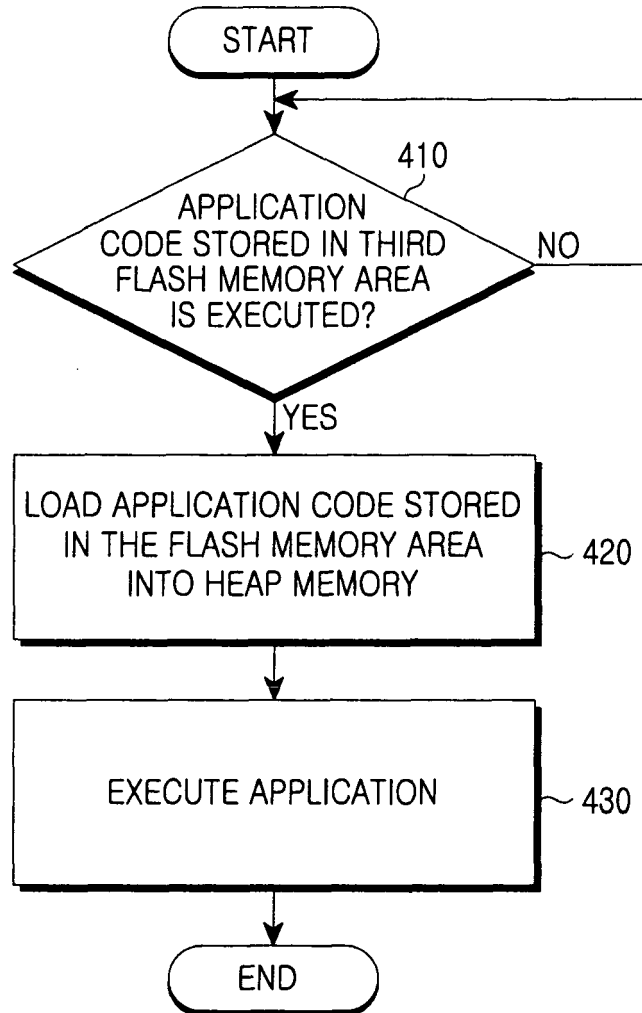 START
410
APPLICATION
CODE STORED IN THIRD
FLASH MEMORY AREA
IS EXECUTED?
NO
YES
LOAD APPLICATION CODE STORED
IN THE FLASH MEMORY AREA
INTO HEAP MEMORY
420
EXECUTE APPLICATION
430
END